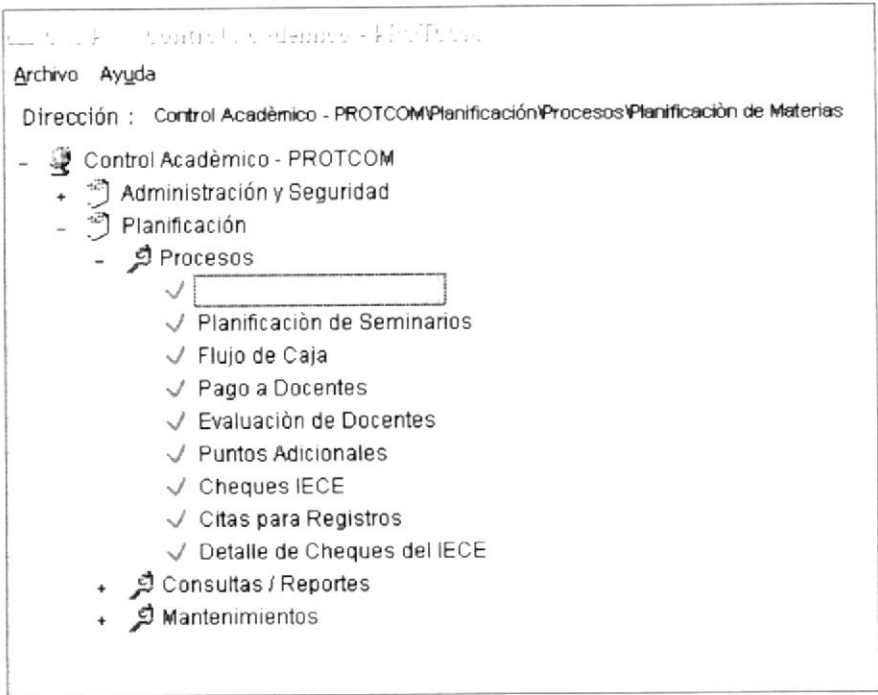 Archivo Ayuda
Dirección : Control Acadèmico - PROTCOM\Planificación\Procesos\Planificaciòn de Materias
- Control Acadèmico - PROTCOM
+ Administración y Seguridad
- Planificación
- Procesos
Planificaciòn de Seminarios
Flujo de Caja
Pago a Docentes
Evaluaciòn de Docentes
Puntos Adicionales
Cheques IECE
Citas para Registros
Detalle de Cheques del IECE
+ Consultas / Reportes
+ Mantenimientos